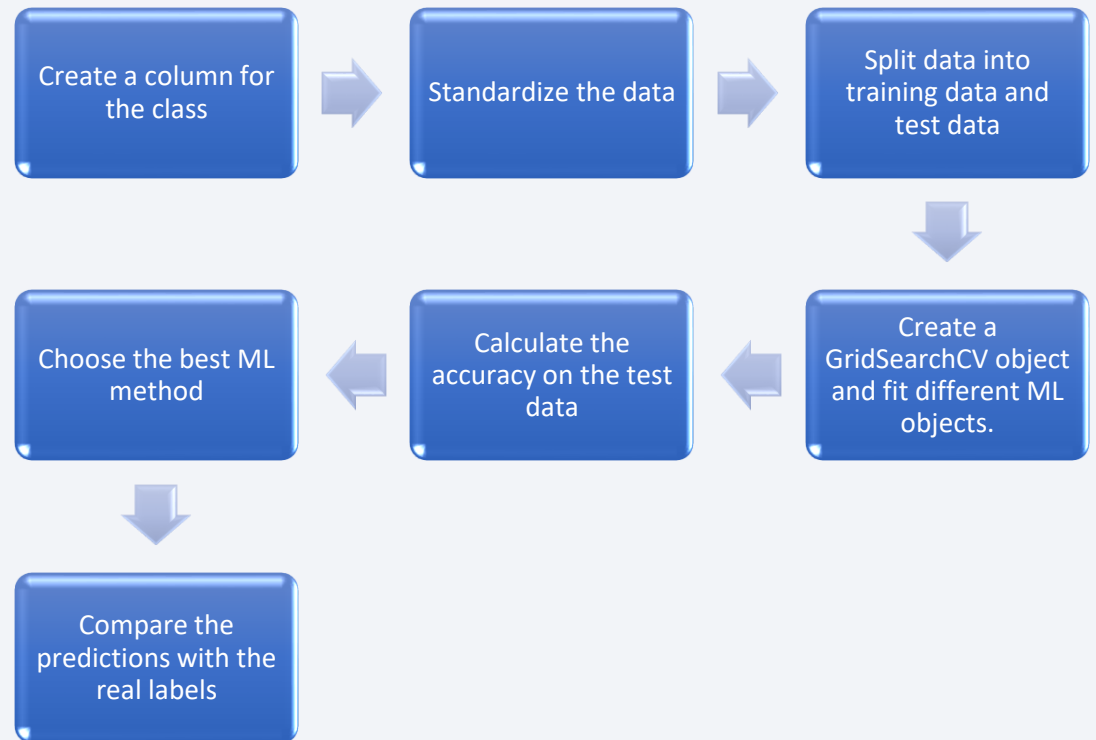 Create a column for
the class
Standardize the data
Split data into
training data and
test data
Create a
GridSearchCV object
and fit different ML
objects.
Calculate the
accuracy on the test
data
Choose the best ML
method
Compare the
predictions with the
real labels